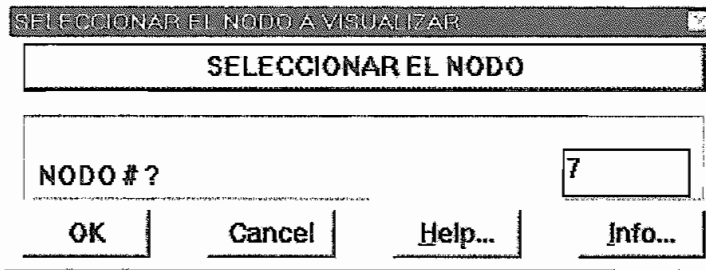 SELECCIONAR EL NODO A VISUALIZAR
SELECCIONAR EL NODO
NODO # ?
7
OK
Cancel
Help...
Info...